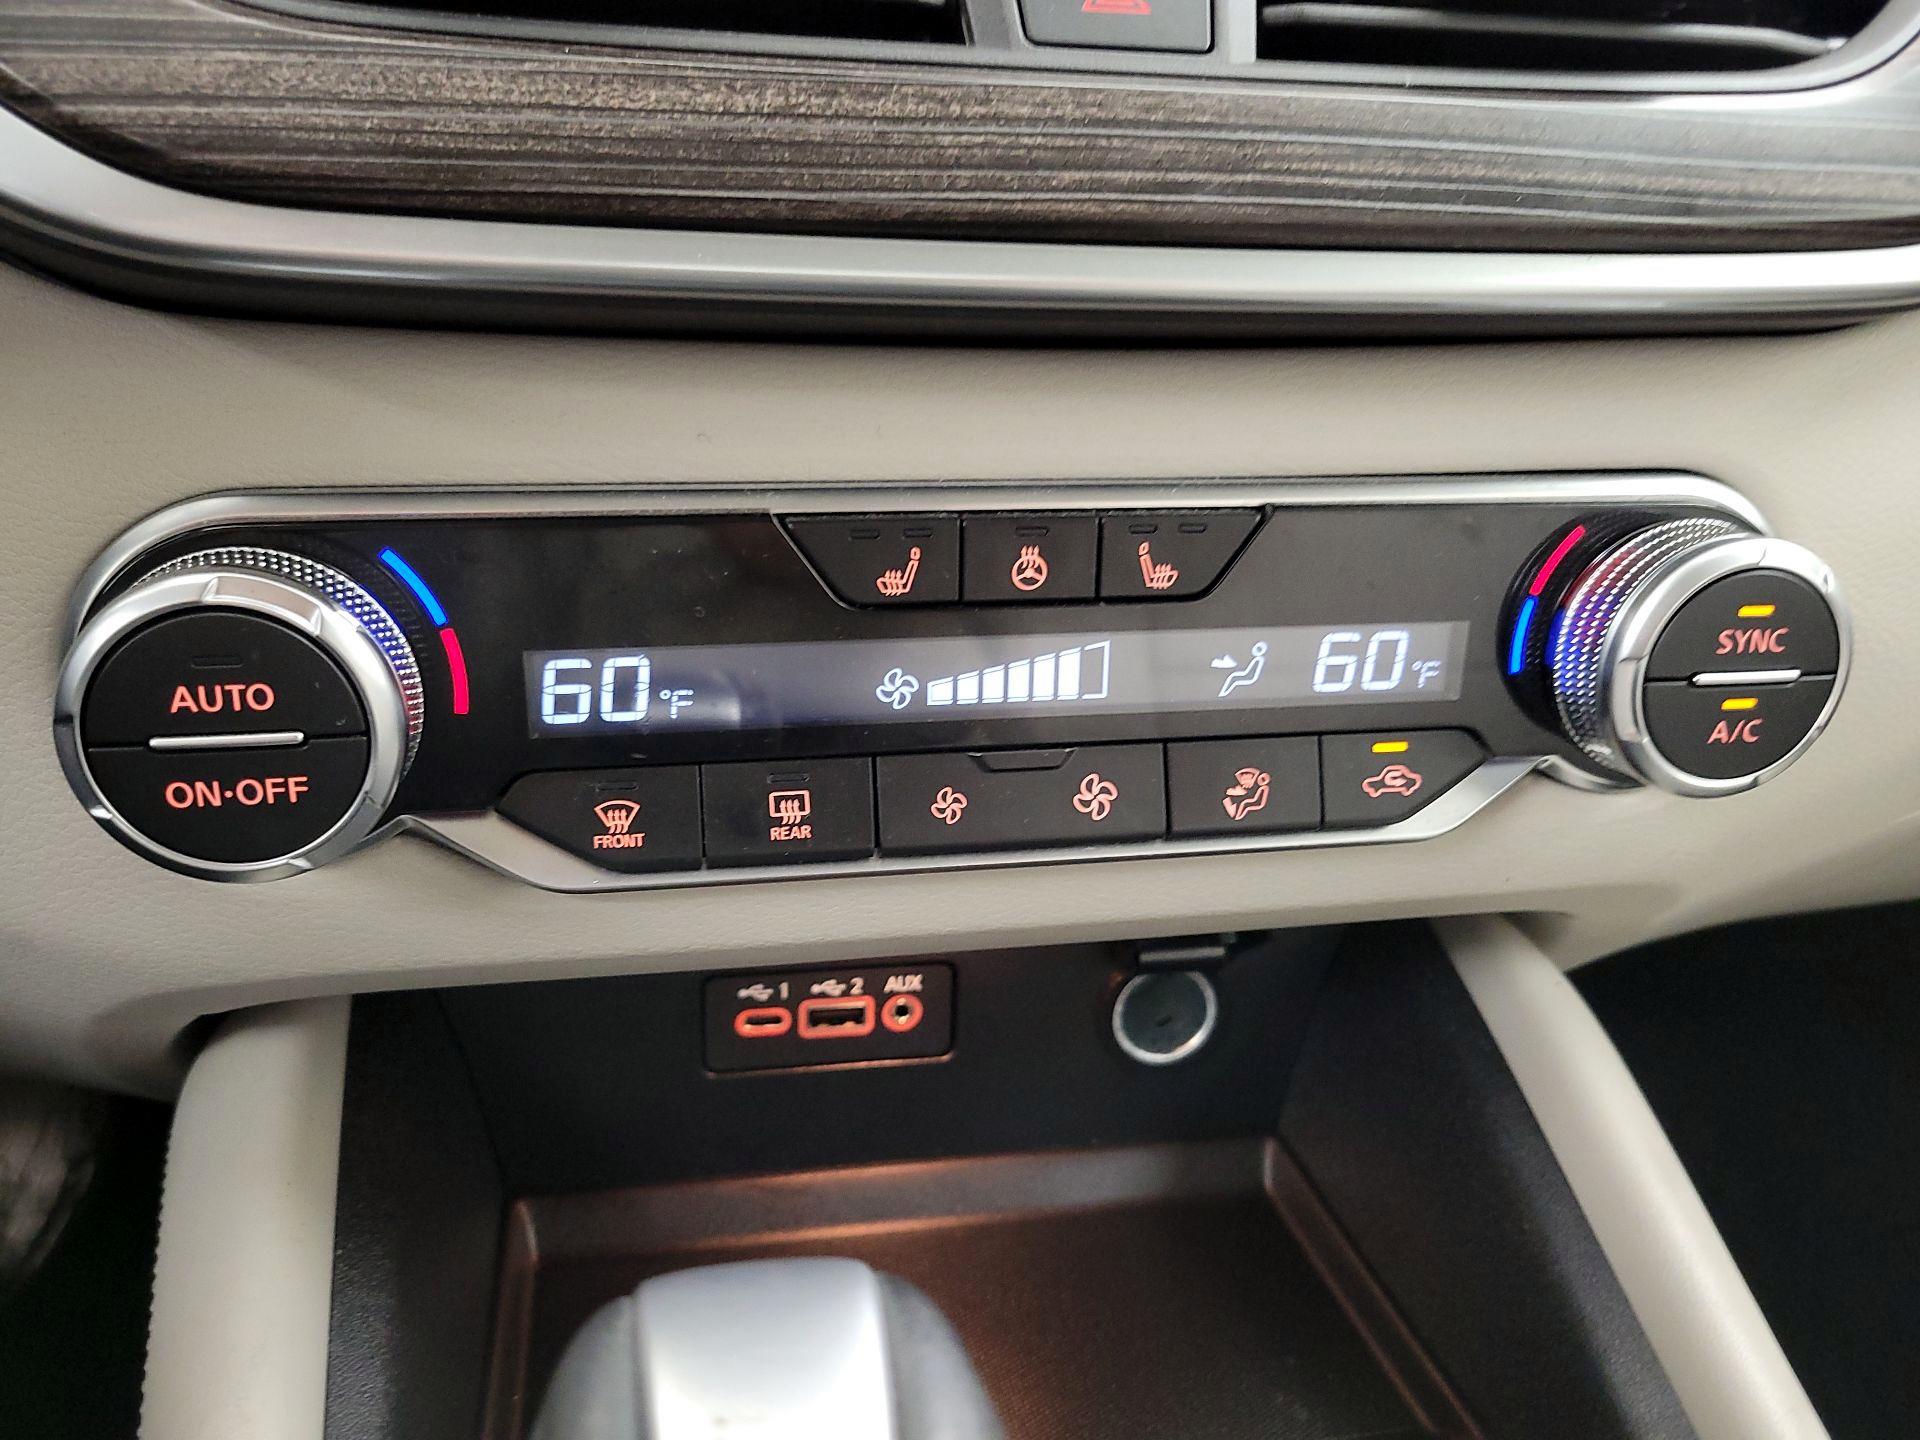 AUTO
ON·OFF
60°F
60°F
SYNC
A/C
FRONT
REAR
1 2 AUX